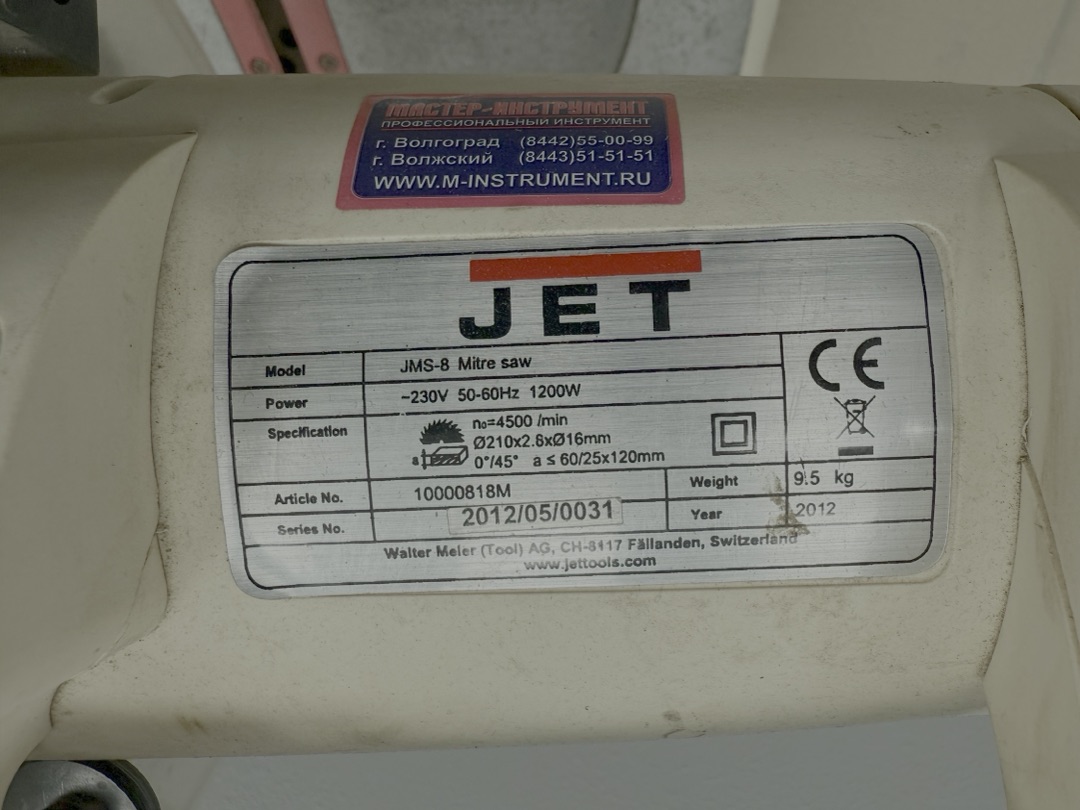 МАСТЕР-ИНСТРУМЕНТ
ПРОФЕССИОНАЛЬНЫЙ ИНСТРУМЕНТ
г. Волгоград (8442)55-00-99
г. Волжский (8443)51-51-51
WWW.M-INSTRUMENT.RU
JET
Model JMS-8 Mitre saw
Power ~230V 50-60Hz 1200W
Specification n₀=4500 /min
Ø210x2.8xØ16mm
a 0°/45° a ≤ 60/25x120mm
CE
Article No. 10000818M
Weight 9.5 kg
Series No. 2012/05/0031
Year 2012
Walter Meier (Tool) AG, CH-8117 Fällanden, Switzerland
www.jettools.com